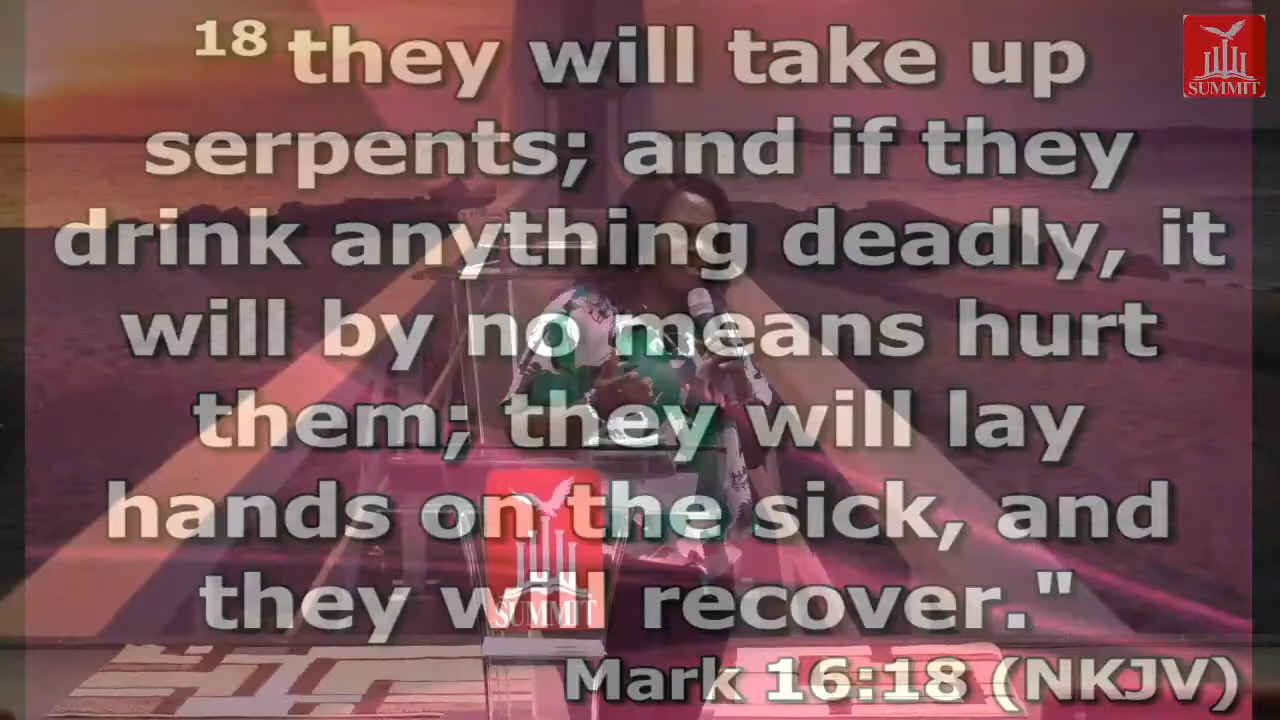 18 they will take up
SUMMIT
serpents; and if they
drink anything deadly, it
will by no means hurt
them; they will lay
hands on the sick, and
they will recover."
SUMMIT
Mark 16:18 (NKJV)